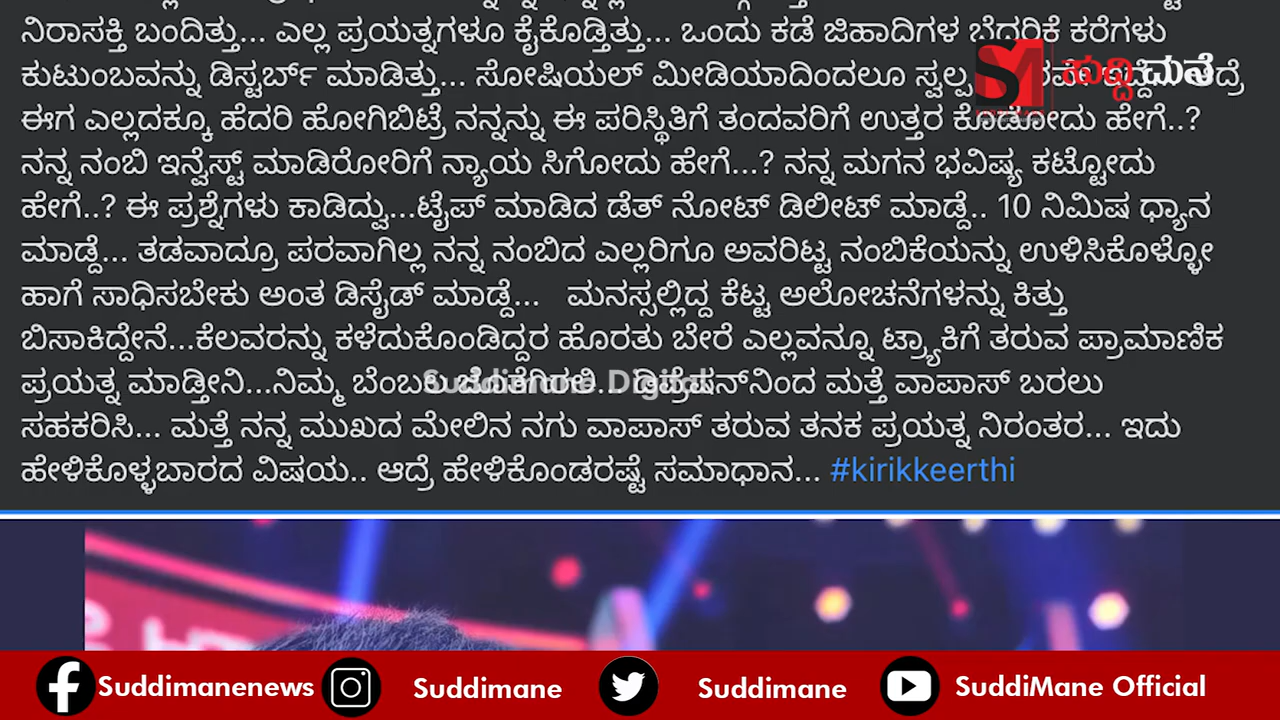 ನಿರಾಸಕ್ತಿ ಬಂದಿತ್ತು... ಎಲ್ಲ ಪ್ರಯತ್ನಗಳೂ ಕೈಕೊಡ್ತಿತ್ತು... ಒಂದು ಕಡೆ ಜಿಹಾದಿಗಳ ಬೆದರಿಕೆ ಕರೆಗಳು
ಕುಟುಂಬವನ್ನು ಡಿಸ್ಟರ್ಬ್ ಮಾಡಿತ್ತು... ಸೋಷಿಯಲ್ ಮೀಡಿಯಾದಿಂದಲೂ ಸ್ವಲ್ಪ
ಸುದ್ದಿ ಮನೆ
ಈಗ ಎಲ್ಲದಕ್ಕೂ ಹೆದರಿ ಹೋಗಿಬಿಟ್ರೆ ನನ್ನನ್ನು ಈ ಪರಿಸ್ಥಿತಿಗೆ ತಂದವರಿಗೆ ಉತ್ತರ ಕೊಡೋದು ಹೇಗೆ..?
ನನ್ನ ನಂಬಿ ಇನ್ವೆಸ್ಟ್ ಮಾಡಿರೋರಿಗೆ ನ್ಯಾಯ ಸಿಗೋದು ಹೇಗೆ...? ನನ್ನ ಮಗನ ಭವಿಷ್ಯ ಕಟ್ಟೋದು
ಹೇಗೆ..? ಈ ಪ್ರಶ್ನೆಗಳು ಕಾಡಿದ್ವು...ಟೈಪ್ ಮಾಡಿದ ಡೆತ್ ನೋಟ್ ಡಿಲೀಟ್ ಮಾಡ್ದೆ.. 10 ನಿಮಿಷ ಧ್ಯಾನ
ಮಾಡ್ದೆ... ತಡವಾದ್ರೂ ಪರವಾಗಿಲ್ಲ ನನ್ನ ನಂಬಿದ ಎಲ್ಲರಿಗೂ ಅವರಿಟ್ಟ ನಂಬಿಕೆಯನ್ನು ಉಳಿಸಿಕೊಳ್ಳೋ
ಹಾಗೆ ಸಾಧಿಸಬೇಕು ಅಂತ ಡಿಸೈಡ್ ಮಾಡ್ದೆ... ಮನಸ್ಸಲ್ಲಿದ್ದ ಕೆಟ್ಟ ಅಲೋಚನೆಗಳನ್ನು ಕಿತ್ತು
ಬಿಸಾಕಿದ್ದೇನೆ...ಕೆಲವರನ್ನು ಕಳೆದುಕೊಂಡಿದ್ದರ ಹೊರತು ಬೇರೆ ಎಲ್ಲವನ್ನೂ ಟ್ರ್ಯಾಕಿಗೆ ತರುವ ಪ್ರಾಮಾಣಿಕ
ಪ್ರಯತ್ನ ಮಾಡ್ತೀನಿ...ನಿಮ್ಮ ಬೆಂಬಲ ಜೊತೆಗಿರಲಿ... ಡಿಪ್ರೆಷನ್‌ನಿಂದ ಮತ್ತೆ ವಾಪಾಸ್ ಬರಲು
Suddimane Digital
ಸಹಕರಿಸಿ... ಮತ್ತೆ ನನ್ನ ಮುಖದ ಮೇಲಿನ ನಗು ವಾಪಾಸ್ ತರುವ ತನಕ ಪ್ರಯತ್ನ ನಿರಂತರ... ಇದು
ಹೇಳಿಕೊಳ್ಳಬಾರದ ವಿಷಯ.. ಆದ್ರೆ ಹೇಳಿಕೊಂಡರಷ್ಟೆ ಸಮಾಧಾನ... #kirikkeerthi
Suddimanenews Suddimane Suddimane SuddiMane Official